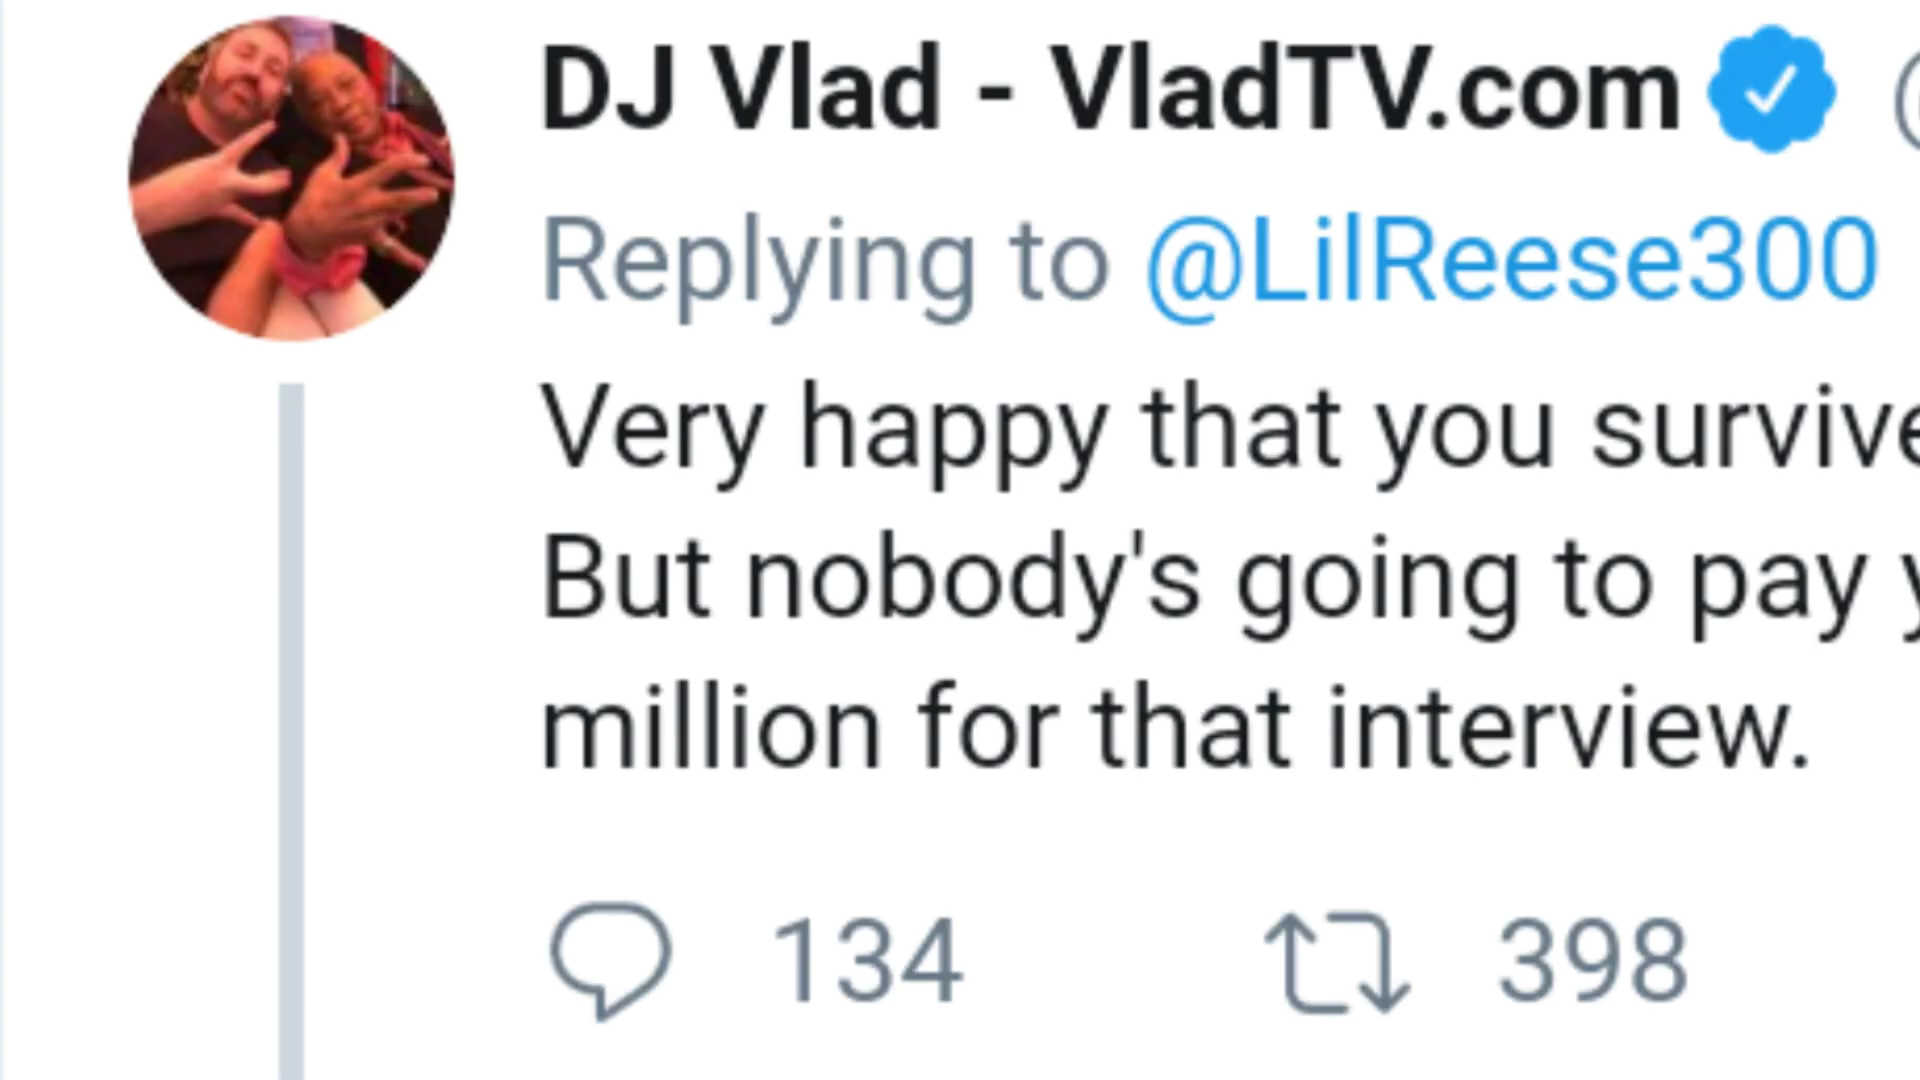 DJ Vlad - VladTV.com
Replying to @LilReese300
Very happy that you
But nobody's going to pay
million for that interview.
134 398